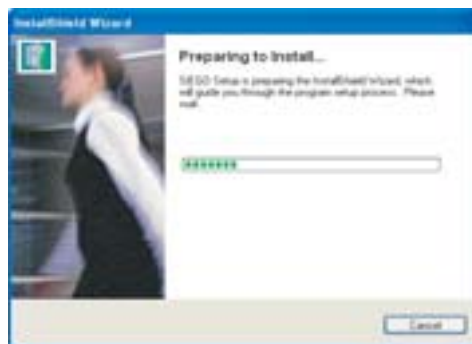 InstallShield Wizard
Preparing to Install...
Setup is preparing the InstallShield Wizard, which
will guide you through the program setup process. Please
wait.
Cancel